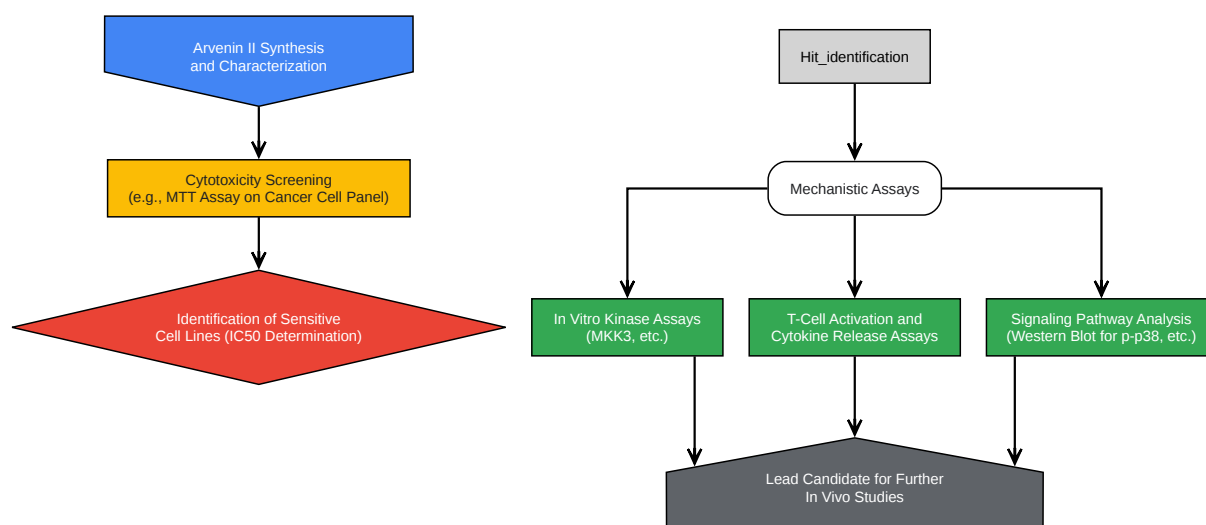 Arvenin II Synthesis
and Characterization
Cytotoxicity Screening
(e.g., MTT Assay on Cancer Cell Panel)
Identification of Sensitive
Cell Lines (IC50 Determination)
Hit_identification
Mechanistic Assays
In Vitro Kinase Assays
(MKK3, etc.)
T-Cell Activation and
Cytokine Release Assays
Signaling Pathway Analysis
(Western Blot for p-p38, etc.)
Lead Candidate for Further
In Vivo Studies